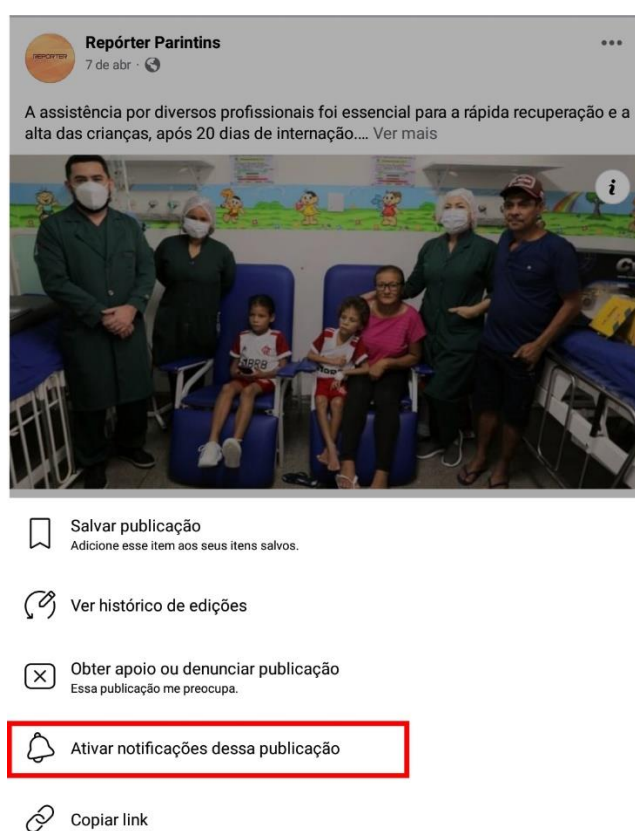 REPÓRTER
Repórter Parintins
7 de abr ·
A assistência por diversos profissionais foi essencial para a rápida recuperação e a
alta das crianças, após 20 dias de internação.... Ver mais
i
Salvar publicação
Adicione esse item aos seus itens salvos.
Ver histórico de edições
Obter apoio ou denunciar publicação
Essa publicação me preocupa.
Ativar notificações dessa publicação
Copiar link